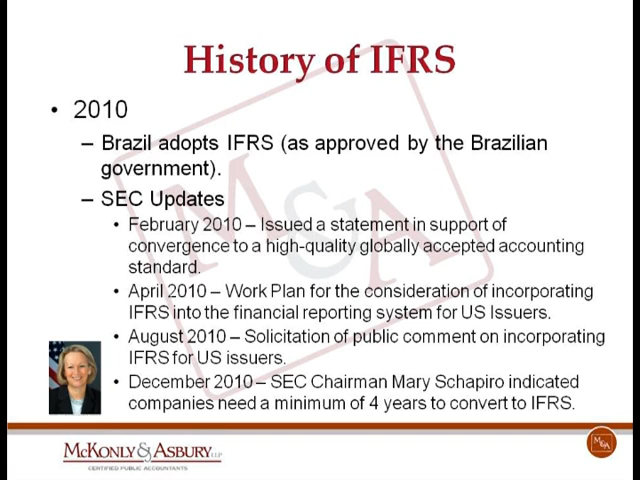 History of IFRS
• 2010
– Brazil adopts IFRS (as approved by the Brazilian
government).
– SEC Updates
• February 2010 – Issued a statement in support of
convergence to a high-quality globally accepted accounting
standard.
• April 2010 – Work Plan for the consideration of incorporating
IFRS into the financial reporting system for US Issuers.
• August 2010 – Solicitation of public comment on incorporating
IFRS for US issuers.
• December 2010 – SEC Chairman Mary Schapiro indicated
companies need a minimum of 4 years to convert to IFRS.
M&A
MCKONLY & ASBURY LLP
CERTIFIED PUBLIC ACCOUNTANTS
M&A